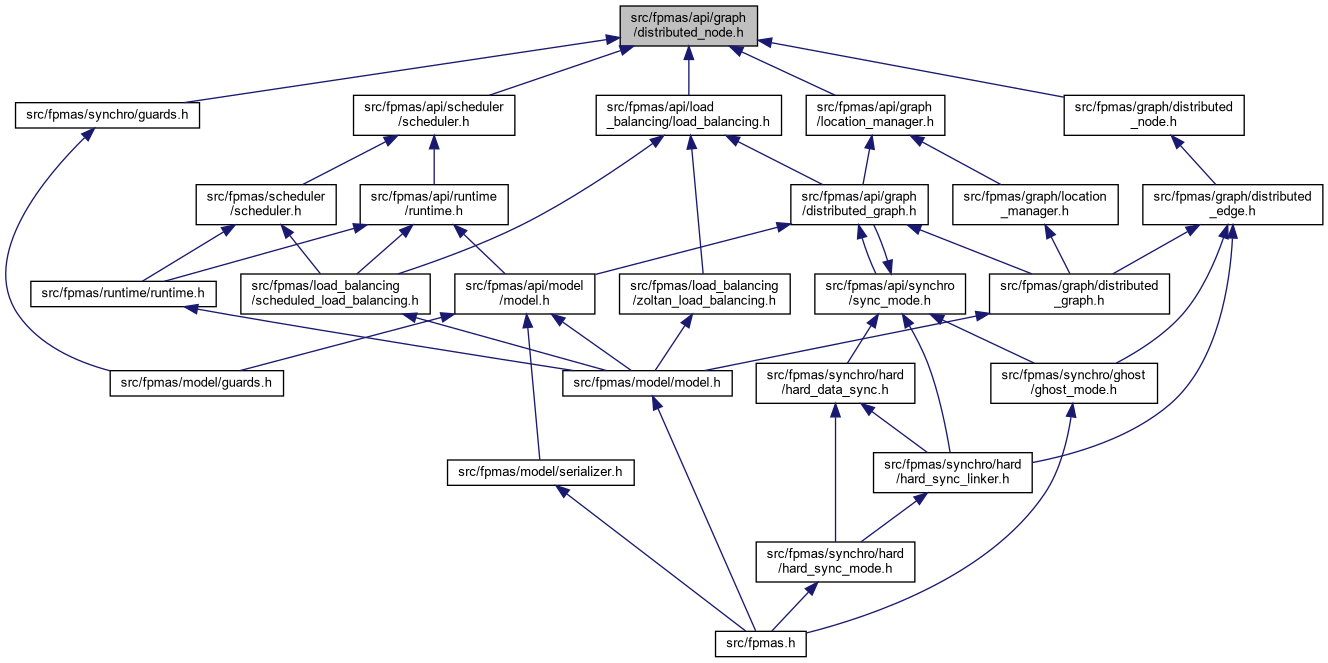 src/fpmas/api/graph
/distributed_node.h
src/fpmas/synchro/guards.h
src/fpmas/api/scheduler
/scheduler.h
src/fpmas/api/load
_balancing/load_balancing.h
src/fpmas/api/graph
/location_manager.h
src/fpmas/graph/distributed
_node.h
src/fpmas/scheduler
/scheduler.h
src/fpmas/api/runtime
/runtime.h
src/fpmas/api/graph
/distributed_graph.h
src/fpmas/graph/location
_manager.h
src/fpmas/graph/distributed
_edge.h
src/fpmas/runtime/runtime.h
src/fpmas/load_balancing
/scheduled_load_balancing.h
src/fpmas/api/model
/model.h
src/fpmas/load_balancing
/zoltan_load_balancing.h
src/fpmas/api/synchro
/sync_mode.h
src/fpmas/graph/distributed
_graph.h
src/fpmas/model/guards.h
src/fpmas/model/model.h
src/fpmas/synchro/hard
/hard_data_sync.h
src/fpmas/synchro/ghost
/ghost_mode.h
src/fpmas/model/serializer.h
src/fpmas/synchro/hard
/hard_sync_linker.h
src/fpmas/synchro/hard
/hard_sync_mode.h
src/fpmas.h